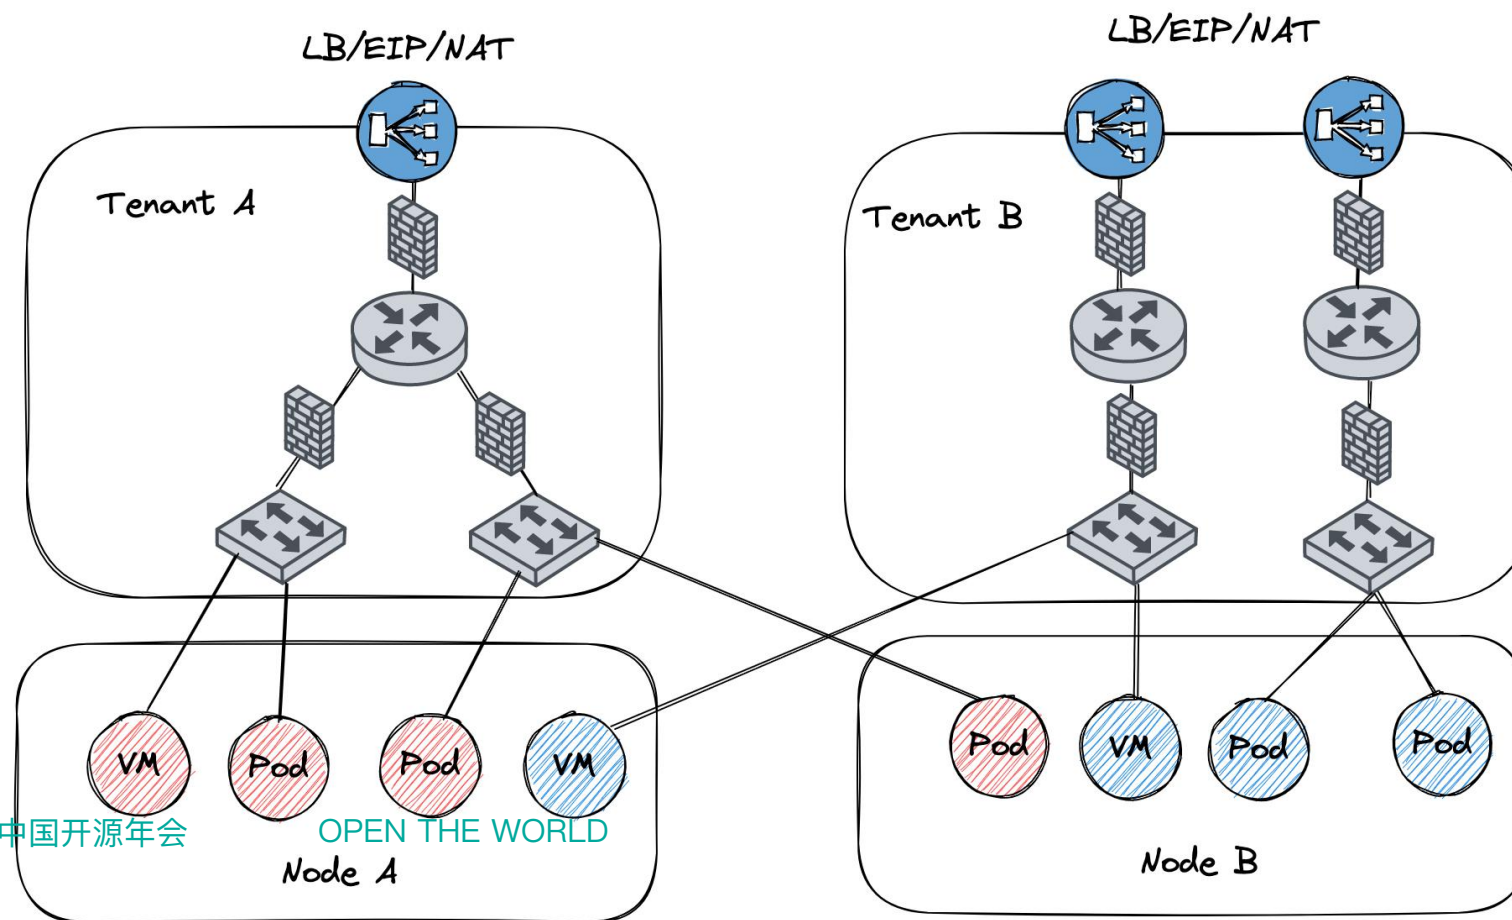 LB/EIP/NAT
LB/EIP/NAT
Tenant A
Tenant B
VM
Pod
Pod
VM
Pod
VM
Pod
Pod
中国开源年会
OPEN THE WORLD
Node A
Node B